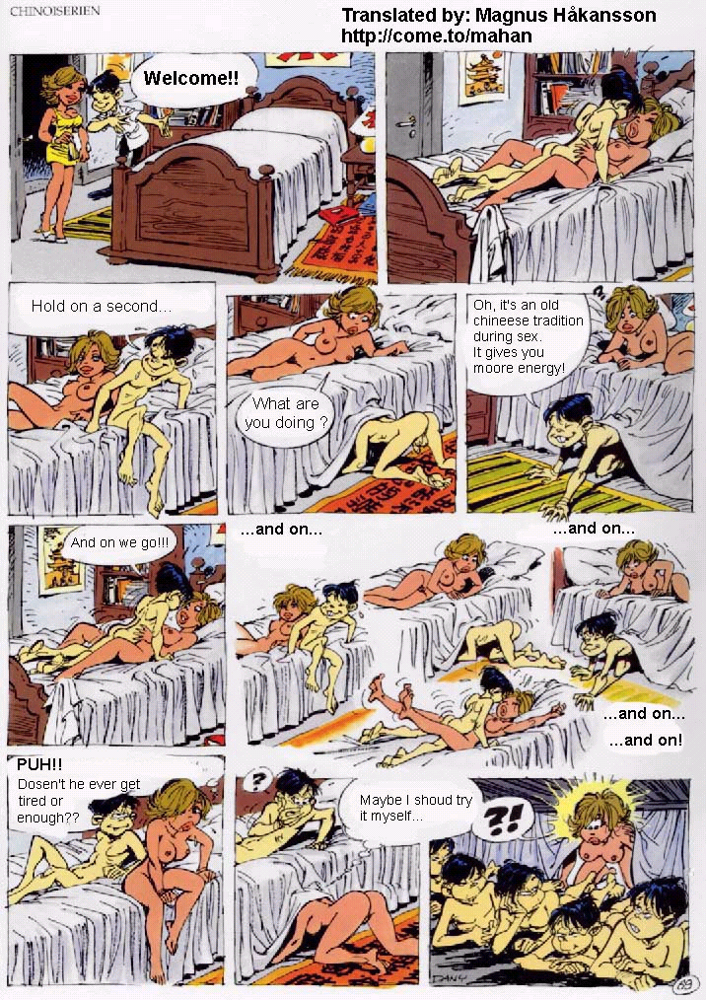 CHINOISERIEN
Translated by: Magnus Håkansson
http://come.to/mahan
Welcome!!
Hold on a second...
What are
you doing ?
Oh, it's an old
chineese tradition
during sex.
It gives you
moore energy!
And on we go!!!
...and on...
...and on...
...and on...
...and on!
PUH!!
Dosen't he ever get
tired or
enough??
?
Maybe I shoud try
it myself...
?!
DANY
89